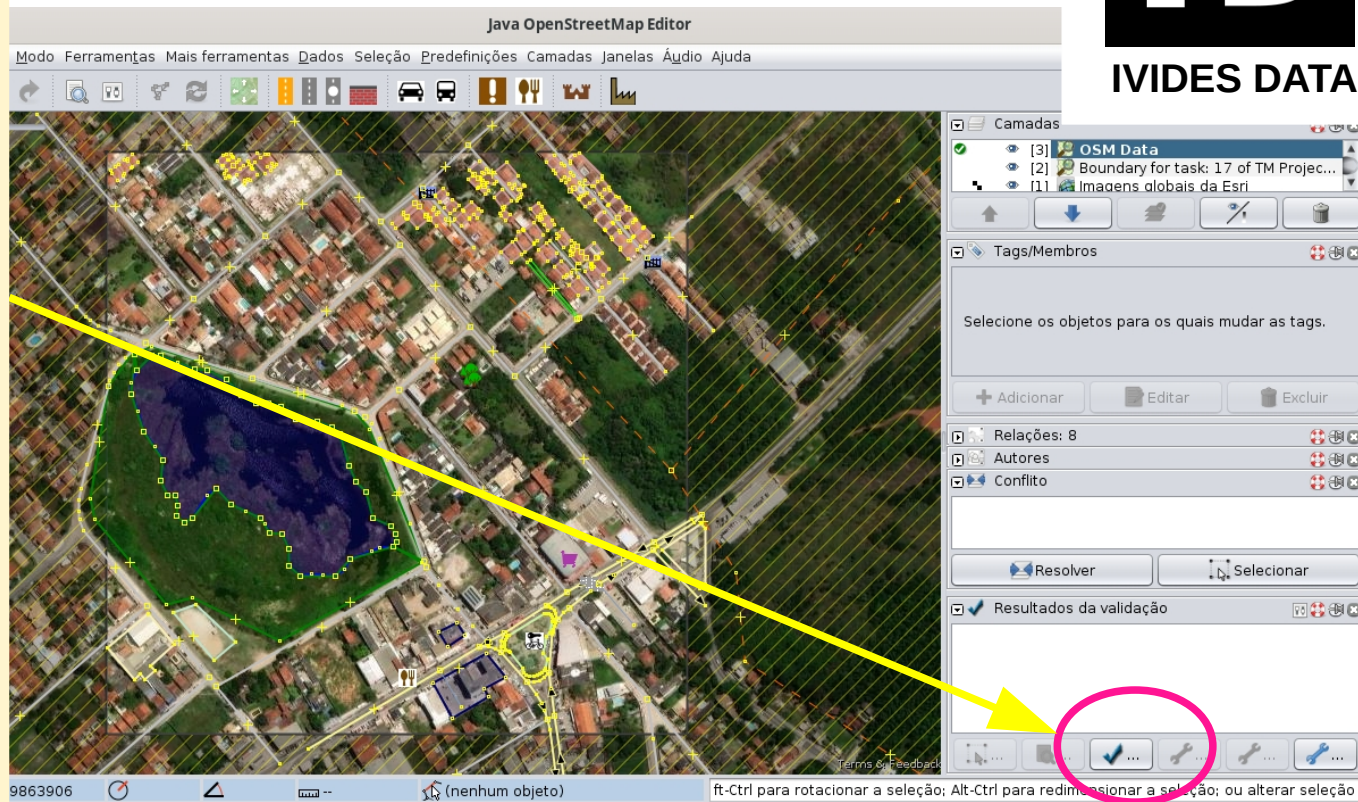 IVIDES DATA
Java OpenStreetMap Editor
Modo Ferramentas Mais ferramentas Dados Seleção Predefinições Camadas Janelas Áudio Ajuda
Camadas
[3] OSM Data
[2] Boundary for task: 17 of TM Projec...
[1] Imagens globais da Esri
Tags/Membros
Selecione os objetos para os quais mudar as tags.
Adicionar Editar Excluir
Relações: 8
Autores
Conflito
Resolver Selecionar
Resultados da validação
... ... ... ... ... ...
Terms & Feedback
9863906 -- (nenhum objeto) ft-Ctrl para rotacionar a seleção; Alt-Ctrl para redimensionar a seleção; ou alterar seleção